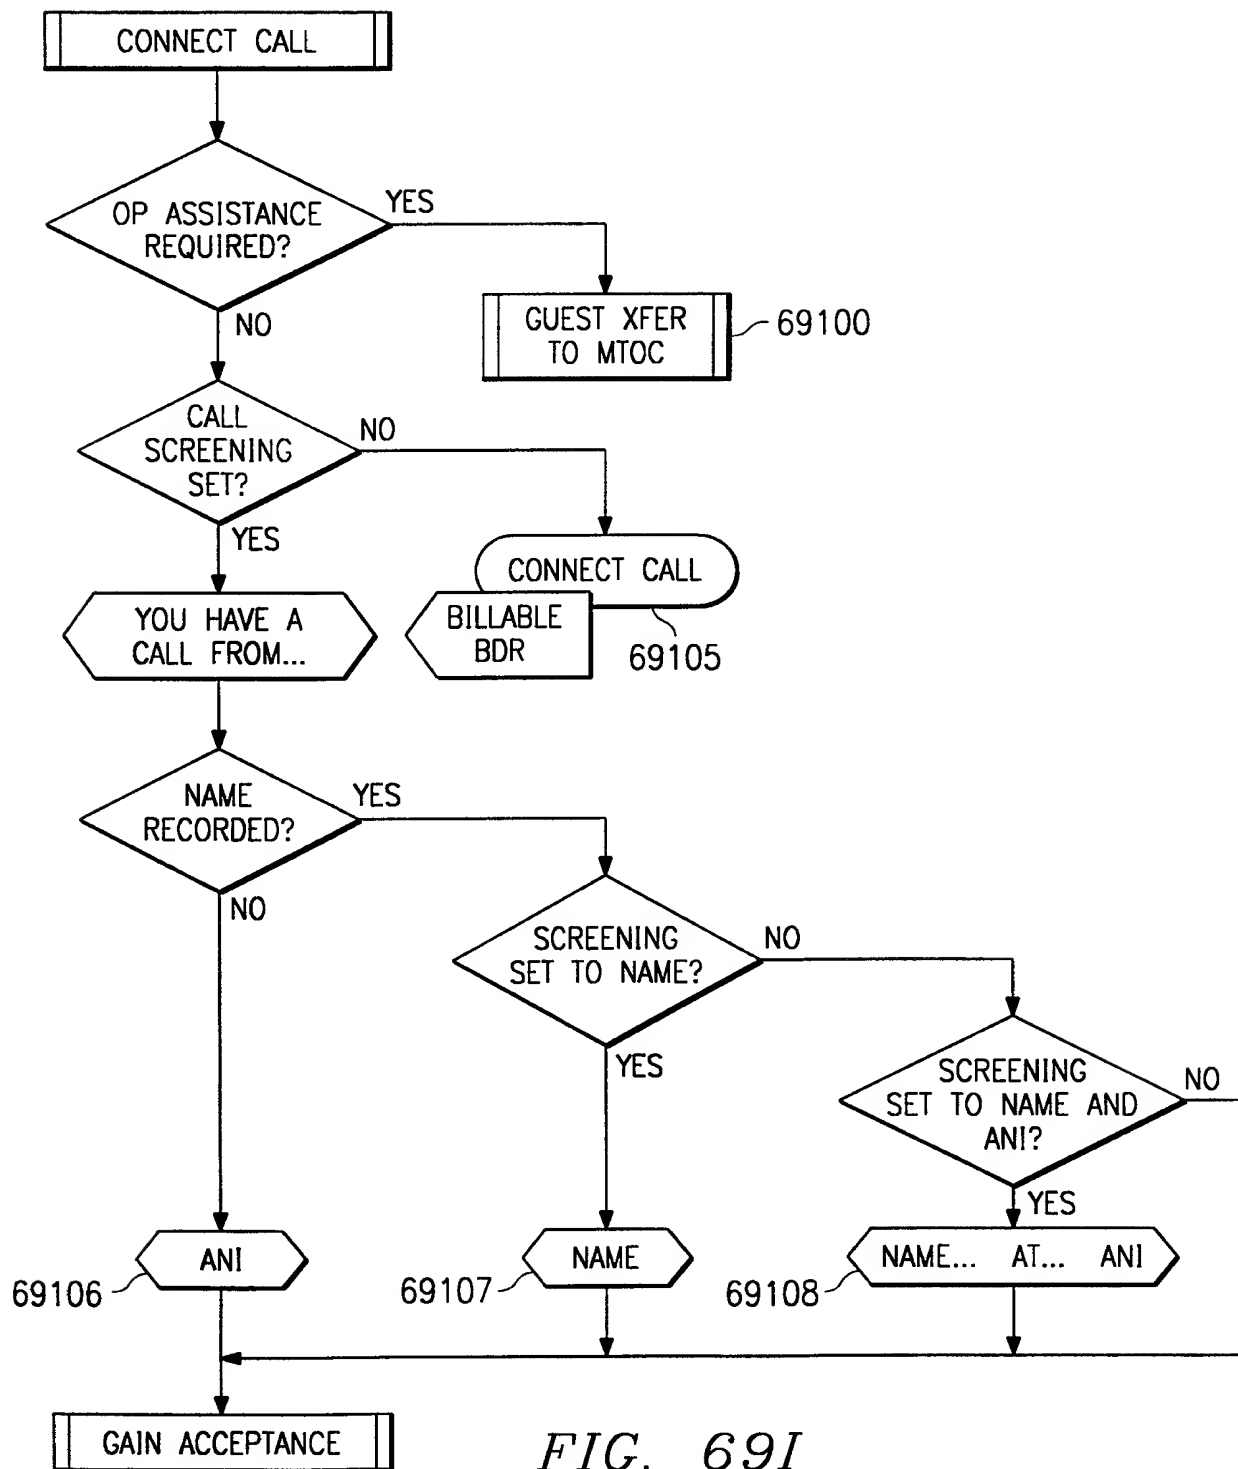 CONNECT CALL
OP ASSISTANCE
REQUIRED?
YES
NO
GUEST XFER
TO MTOC
69100
CALL
SCREENING
SET?
NO
YES
CONNECT CALL
BILLABLE
BDR
69105
YOU HAVE A
CALL FROM...
NAME
RECORDED?
YES
NO
SCREENING
SET TO NAME?
NO
YES
SCREENING
SET TO NAME AND
ANI?
NO
YES
ANI
69106
NAME
69107
NAME... AT... ANI
69108
GAIN ACCEPTANCE
FIG. 69I